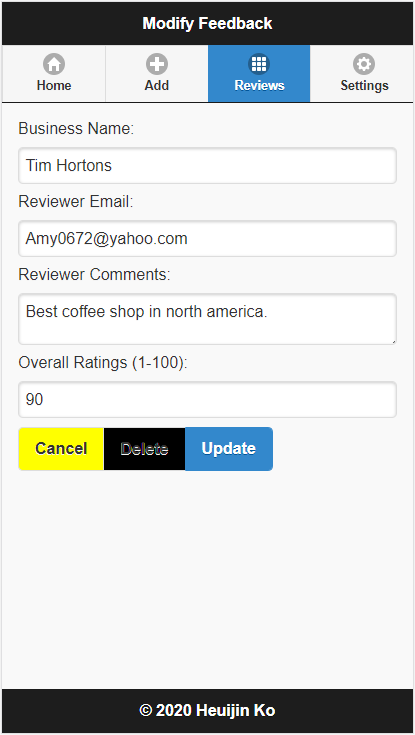 Modify Feedback
Home Add Reviews Settings
Business Name:
Tim Hortons
Reviewer Email:
Amy0672@yahoo.com
Reviewer Comments:
Best coffee shop in north america.
Overall Ratings (1-100):
90
Cancel Delete Update
© 2020 Heuijin Ko